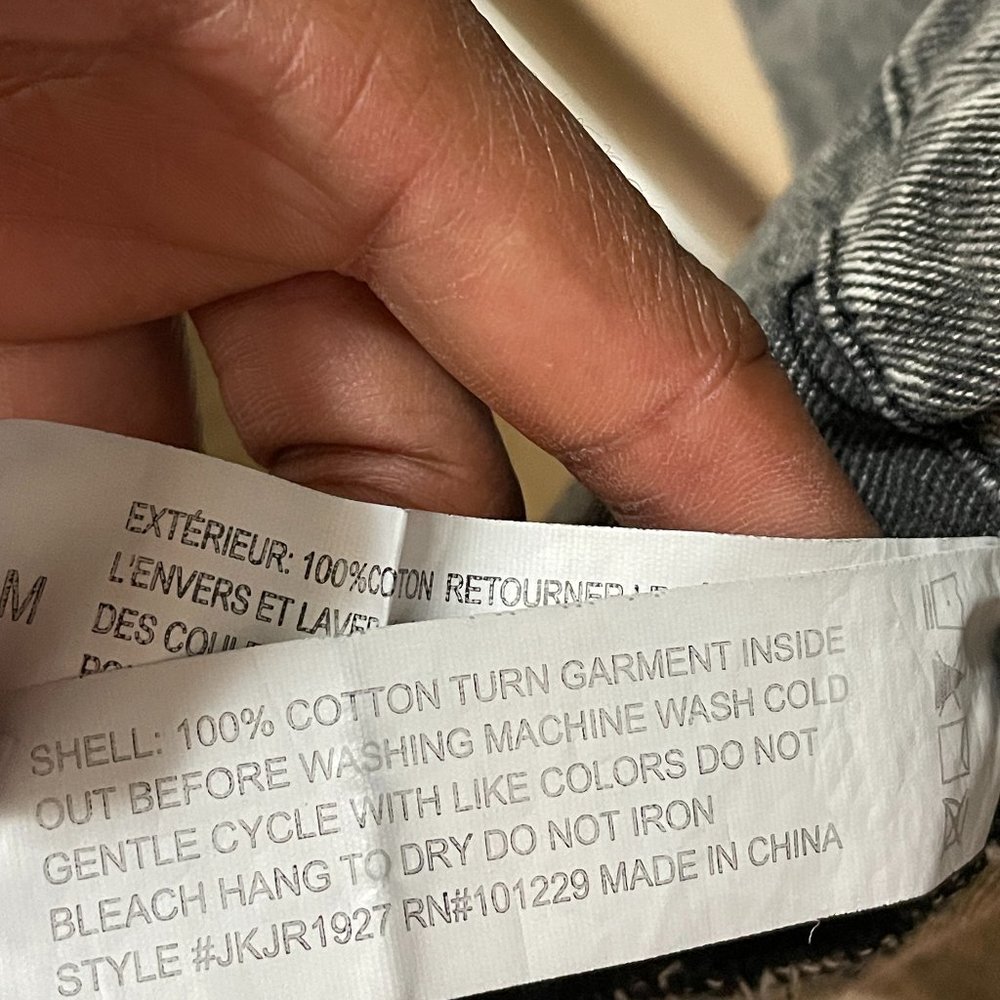 M
EXTÉRIEUR: 100%COTON RETOURNER
L'ENVERS ET LAVER
DES
SHELL: 100% COTTON TURN GARMENT INSIDE
OUT BEFORE WASHING MACHINE WASH COLD
GENTLE CYCLE WITH LIKE COLORS DO NOT
BLEACH HANG TO DRY DO NOT IRON
STYLE #JKJR1927 RN#101229 MADE IN CHINA